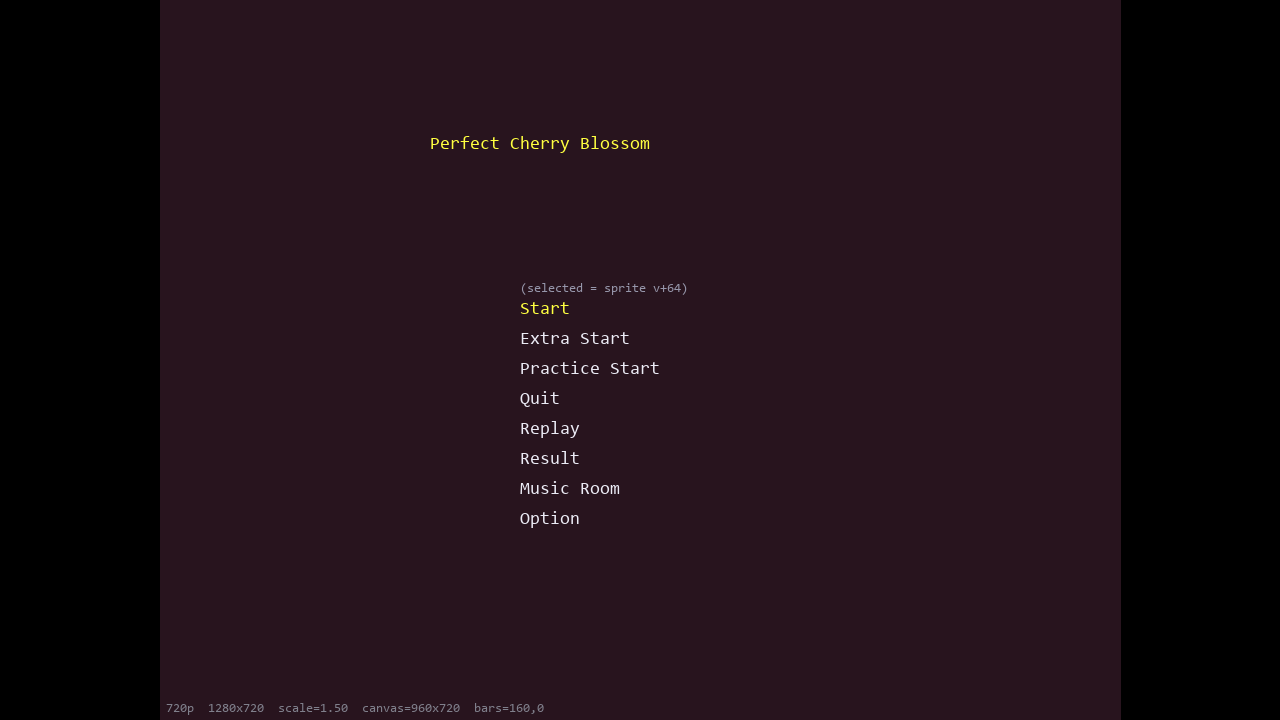 Perfect Cherry Blossom
(selected = sprite v+64)
Start
Extra Start
Practice Start
Quit
Replay
Result
Music Room
Option
720p  1280x720  scale=1.50  canvas=960x720  bars=160,0